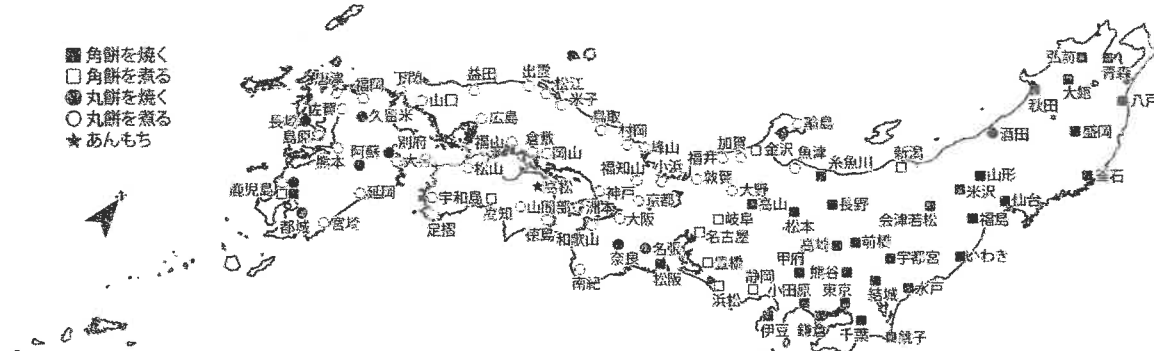 角餅を焼く
角餅を煮る
丸餅を焼く
丸餅を煮る
あんもち
唐津
福岡
下関
益田
出雲
松江
米子
山口
佐賀
久留米
広島
鳥取
長崎
島原
別府
福山
倉敷
村岡
峰山
熊本
阿蘇
大分
岡山
福知山
小浜
松山
高松
鹿児島
延岡
宇和島
高知
神戸
京都
洲本
大阪
都城
宮崎
足摺
徳島
和歌山
奈良
名張
松阪
南紀
加賀
輪島
金沢
魚津
糸魚川
新潟
福井
敦賀
大野
高山
松本
長野
会津若松
岐阜
名古屋
豊橋
浜松
静岡
甲府
高崎
前橋
熊谷
宇都宮
小田原
東京
結城
水戸
伊豆
鎌倉
千葉
銚子
いわき
福島
仙台
米沢
山形
酒田
秋田
大館
弘前
青森
八戸
盛岡